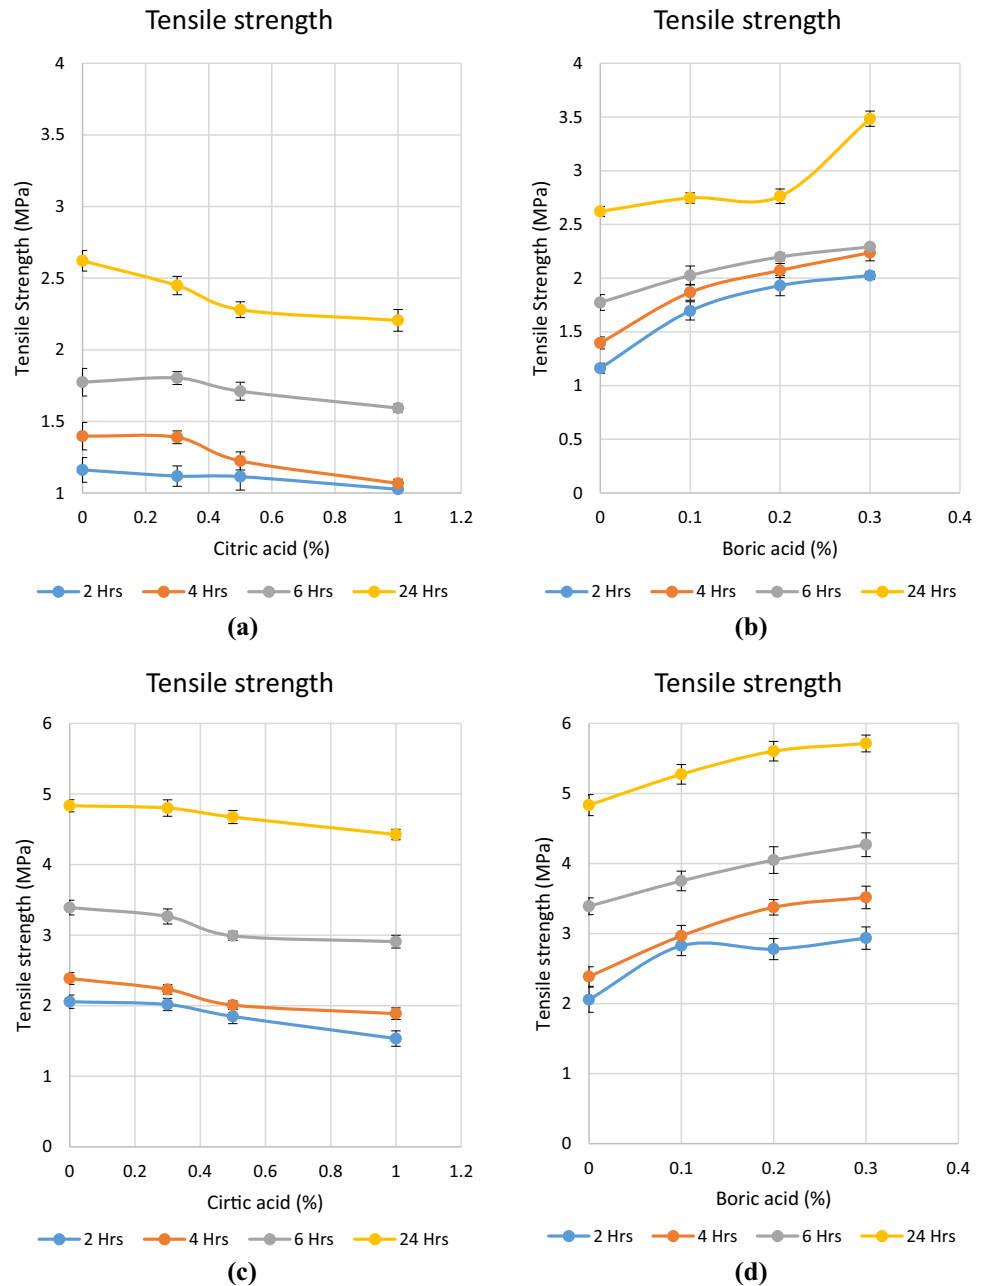 Tensile strength
4
3.5
3
2.5
2
1.5
1
Tensile Strength (MPa)
0 0.2 0.4 0.6 0.8 1 1.2
Citric acid (%)
2 Hrs 4 Hrs 6 Hrs 24 Hrs
(a)
Tensile strength
4
3.5
3
2.5
2
1.5
1
0.5
0
Tensile strength (MPa)
0 0.1 0.2 0.3 0.4
Boric acid (%)
2 Hrs 4 Hrs 6 Hrs 24 Hrs
(b)
Tensile strength
6
5
4
3
2
1
0
Tensile strength (MPa)
0 0.2 0.4 0.6 0.8 1 1.2
Cirtic acid (%)
2 Hrs 4 Hrs 6 Hrs 24 Hrs
(c)
Tensile strength
6
5
4
3
2
1
0
Tensile strength (MPa)
0 0.1 0.2 0.3 0.4
Boric acid (%)
2 Hrs 4 Hrs 6 Hrs 24 Hrs
(d)